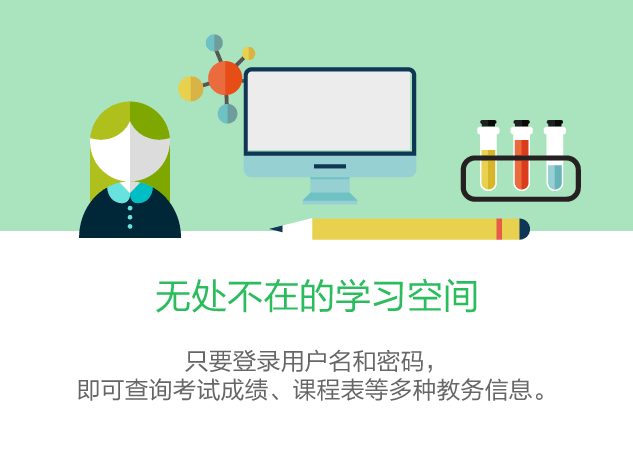 无处不在的学习空间
只要登录用户名和密码，
即可查询考试成绩、课程表等多种教务信息。